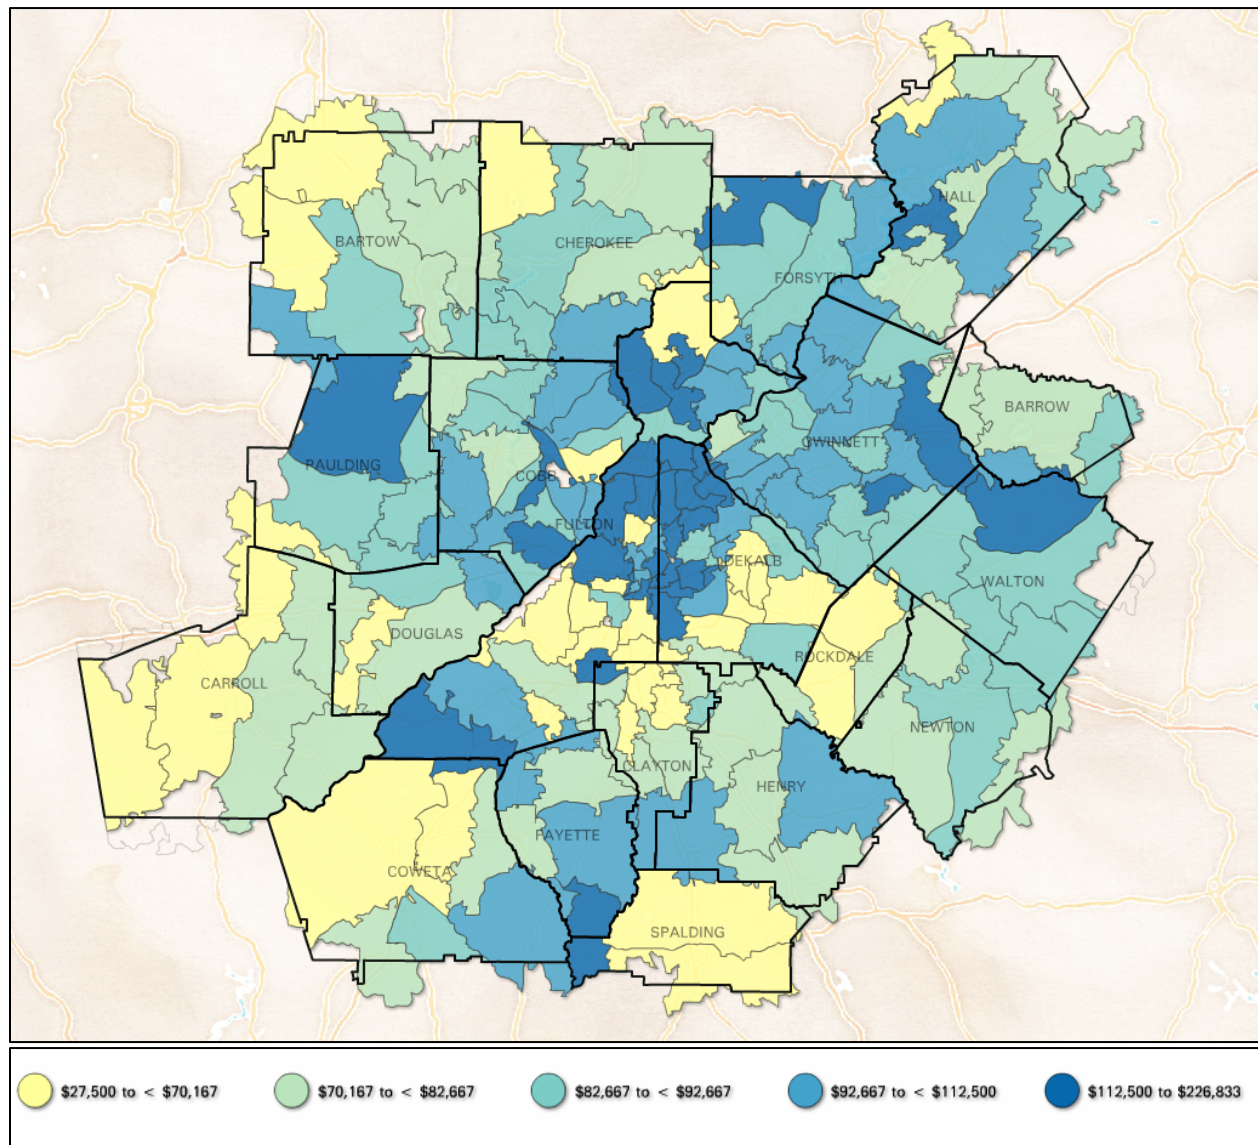 HALL
BARTOW
CHEROKEE
FORSYTH
BARROW
GWINNETT
PAULDING
COBB
FULTON
DEKALB
WALTON
DOUGLAS
ROCKDALE
CARROLL
NEWTON
CLAYTON
HENRY
FAYETTE
COWETA
SPALDING
$27,500 to < $70,167
$70,167 to < $82,667
$82,667 to < $92,667
$92,667 to < $112,500
$112,500 to $226,833